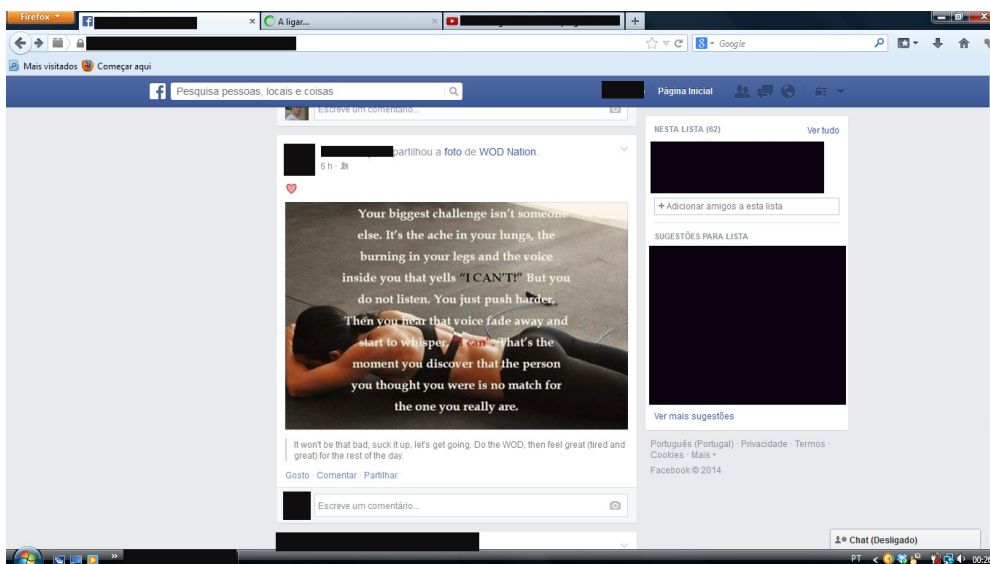 Firefox
A ligar...
Google
Mais visitados
Começar aqui
Pesquisa pessoas, locais e coisas
Página Inicial
Escreve um comentário...
partilhou a foto de WOD Nation.
6 h
Your biggest challenge isn't someone
else. It's the ache in your lungs, the
burning in your legs and the voice
inside you that yells "I CAN'T!" But you
do not listen. You just push harder.
Then you hear that voice fade away and
start to whisper, "I can". That's the
moment you discover that the person
you thought you were is no match for
the one you really are.
It won't be that bad, suck it up, let's get going. Do the WOD, then feel great (tired and
great) for the rest of the day.
Gosto · Comentar · Partilhar
Escreve um comentário...
NESTA LISTA (62)
Ver tudo
+ Adicionar amigos a esta lista
SUGESTÕES PARA LISTA
Ver mais sugestões
Português (Portugal) · Privacidade · Termos ·
Cookies · Mais
Facebook © 2014
Chat (Desligado)
PT